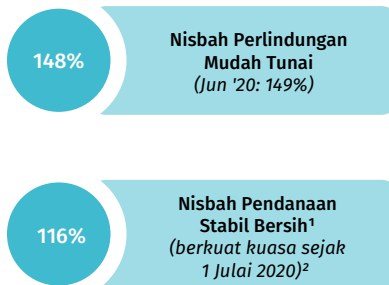 148%
Nisbah Perlindungan
Mudah Tunai
(Jun '20: 149%)
116%
Nisbah Pendanaan
Stabil Bersih¹
(berkuat kuasa sejak
1 Julai 2020)²